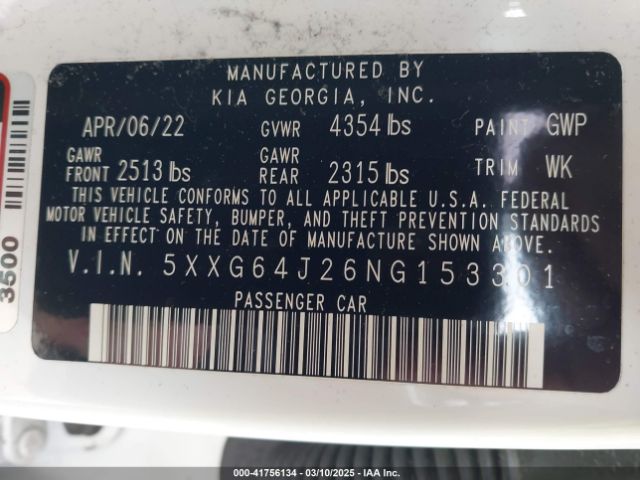 MANUFACTURED BY
KIA GEORGIA, INC.
APR/06/22 GVWR 4354 lbs PAINT GWP
GAWR FRONT 2513 lbs GAWR REAR 2315 lbs TRIM WK
THIS VEHICLE CONFORMS TO ALL APPLICABLE U.S.A. FEDERAL
MOTOR VEHICLE SAFETY, BUMPER, AND THEFT PREVENTION STANDARDS
IN EFFECT ON THE DATE OF MANUFACTURE SHOWN ABOVE.
V.I.N. 5XXG64J26NG153301
PASSENGER CAR
3500
000-41756134 — 03/10/2025 — IAA Inc.